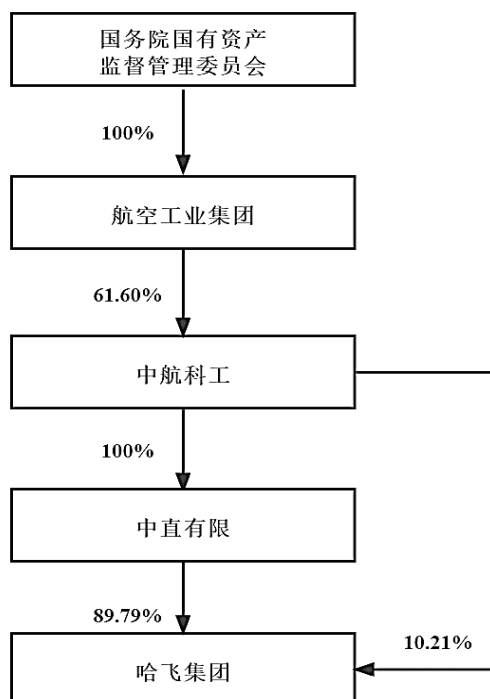 国务院国有资产
监督管理委员会
100%
航空工业集团
61.60%
中航科工
100%
中直有限
89.79%
10.21%
哈飞集团